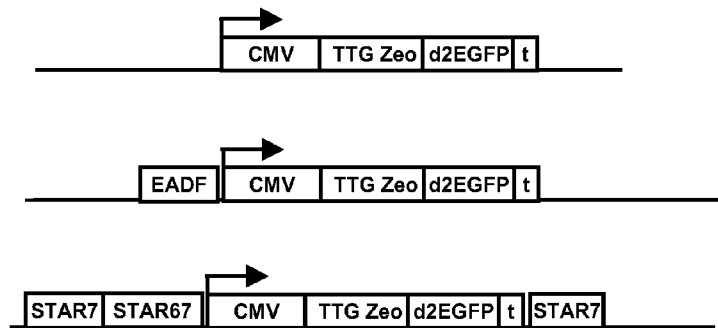 CMV TTG Zeo d2EGFP t
EADF CMV TTG Zeo d2EGFP t
STAR7 STAR67 CMV TTG Zeo d2EGFP t STAR7